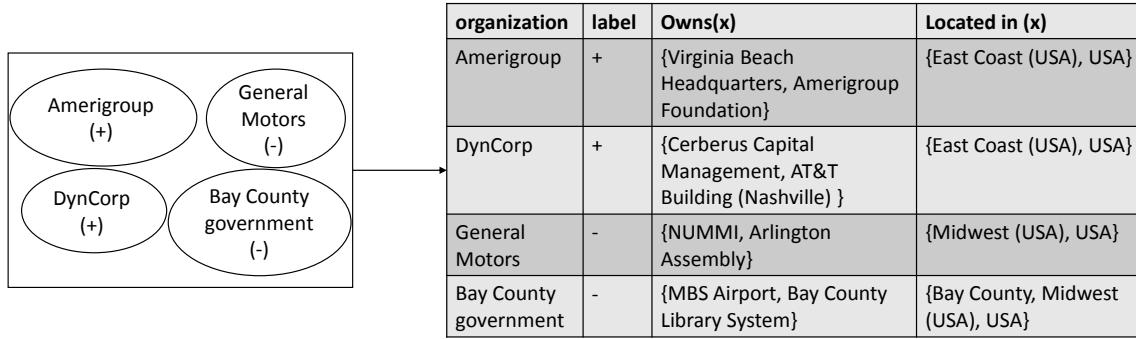 Amerigroup
(+)
General
Motors
(-)
DynCorp
(+)
Bay County
government
(-)
organization label Owns(x) Located in (x)
Amerigroup + {Virginia Beach {East Coast (USA), USA}
Headquarters, Amerigroup
Foundation}
DynCorp + {Cerberus Capital {East Coast (USA), USA}
Management, AT&T
Building (Nashville) }
General - {NUMMI, Arlington {Midwest (USA), USA}
Motors Assembly}
Bay County - {MBS Airport, Bay County {Bay County, Midwest
government Library System} (USA), USA}